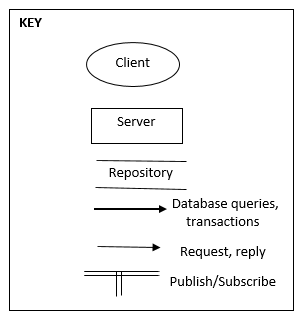 KEY
Client
Server
Repository
Database queries,
transactions
Request, reply
Publish/Subscribe